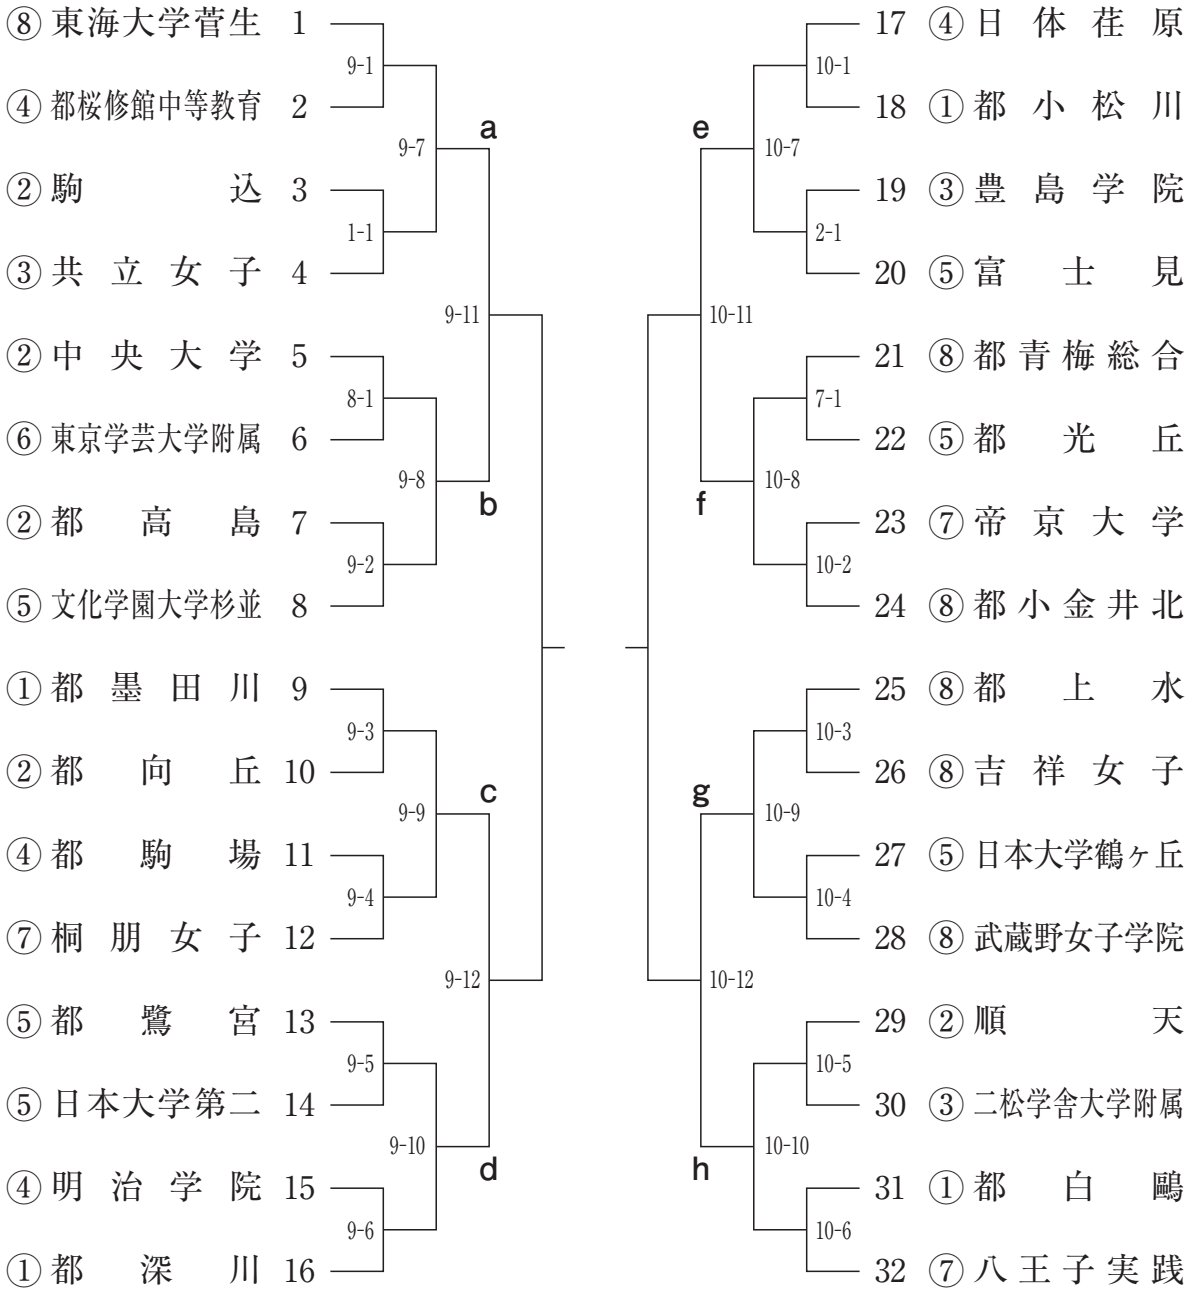 ⑧ 東海大学菅生 1
9-1
④ 都桜修館中等教育 2
a
9-7
② 駒込 3
1-1
③ 共立女子 4
9-11
② 中央大学 5
8-1
⑥ 東京学芸大学附属 6
9-8
b
② 都高島 7
9-2
⑤ 文化学園大学杉並 8
① 都墨田川 9
9-3
② 都向丘 10
c
9-9
④ 都駒場 11
9-4
⑦ 桐朋女子 12
9-12
⑤ 都鷺宮 13
9-5
⑤ 日本大学第二 14
9-10
d
④ 明治学院 15
9-6
① 都深川 16
17 ④ 日体荏原
10-1
18 ① 都小松川
e
10-7
19 ③ 豊島学院
2-1
20 ⑤ 富士見
10-11
21 ⑧ 都青梅総合
7-1
22 ⑤ 都光丘
10-8
f
23 ⑦ 帝京大学
10-2
24 ⑧ 都小金井北
25 ⑧ 都上水
10-3
26 ⑧ 吉祥女子
g
10-9
27 ⑤ 日本大学鶴ヶ丘
10-4
28 ⑧ 武蔵野女子学院
10-12
29 ② 順天
10-5
30 ③ 二松学舎大学附属
10-10
h
31 ① 都白鷗
10-6
32 ⑦ 八王子実践